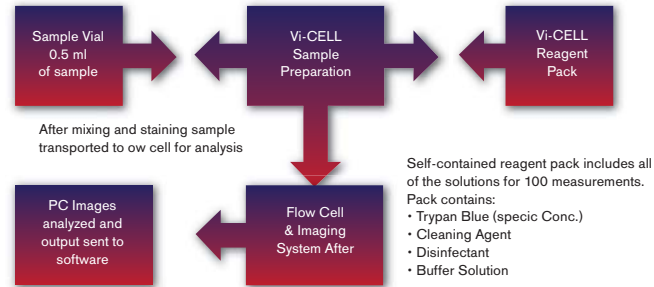 Sample Vial
0.5 ml
of sample
Vi-CELL
Sample
Preparation
Vi-CELL
Reagent
Pack
After mixing and staining sample
transported to ow cell for analysis
PC Images
analyzed and
output sent to
software
Flow Cell
& Imaging
System After
Self-contained reagent pack includes all
of the solutions for 100 measurements.
Pack contains:
• Trypan Blue (specic Conc.)
• Cleaning Agent
• Disinfectant
• Buffer Solution